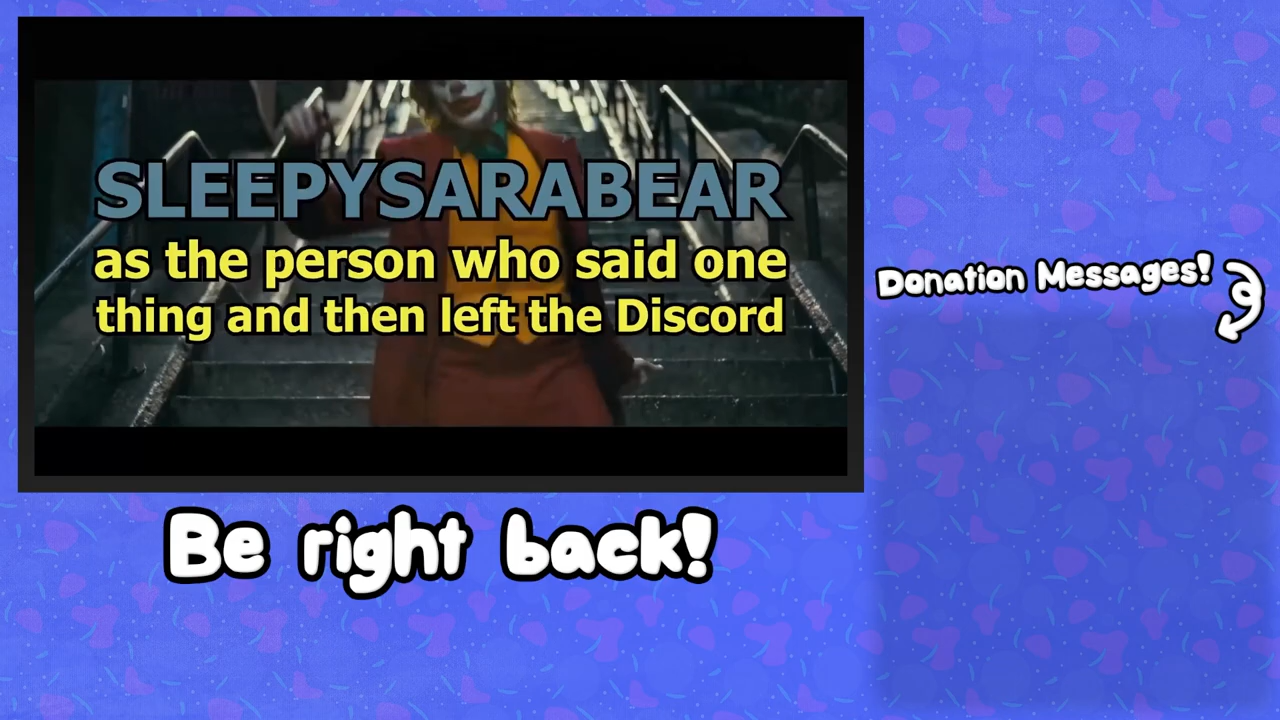 SLEEPYSARABEAR
as the person who said one
thing and then left the Discord
Donation Messages!
Be right back!